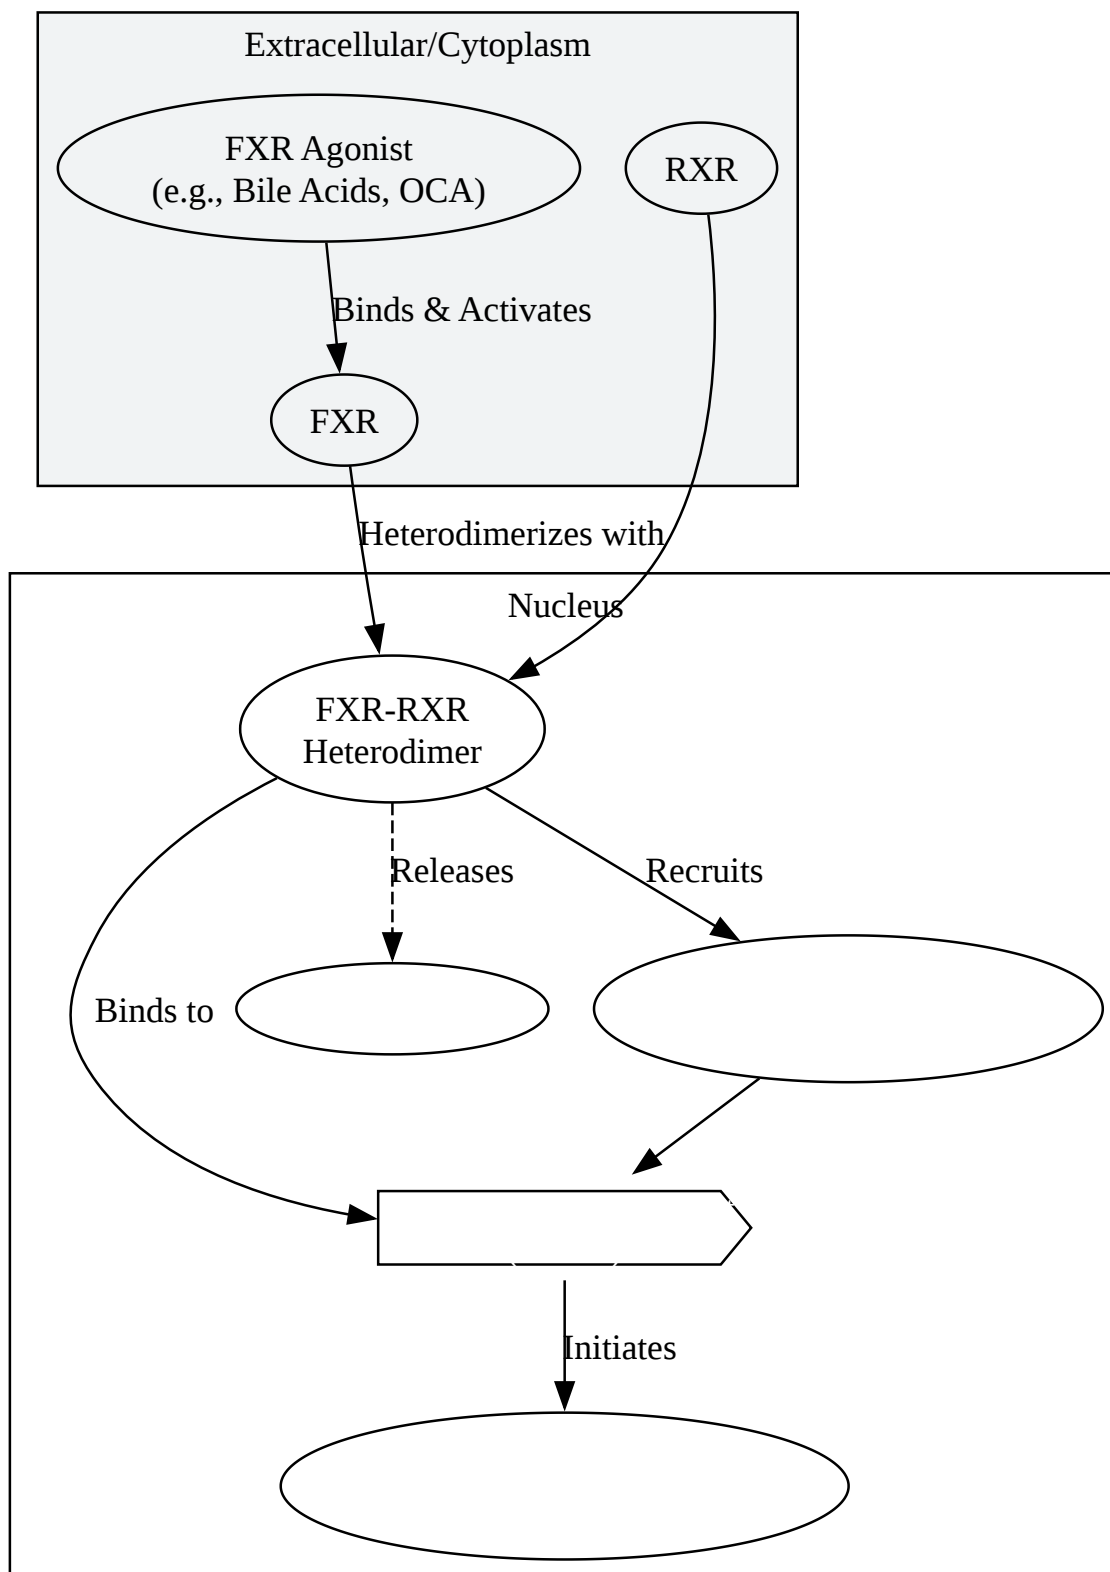 Extracellular/Cytoplasm
FXR Agonist
(e.g., Bile Acids, OCA)
RXR
Binds & Activates
FXR
Heterodimerizes with
Nucleus
FXR-RXR
Heterodimer
Releases
Recruits
Binds to
Initiates